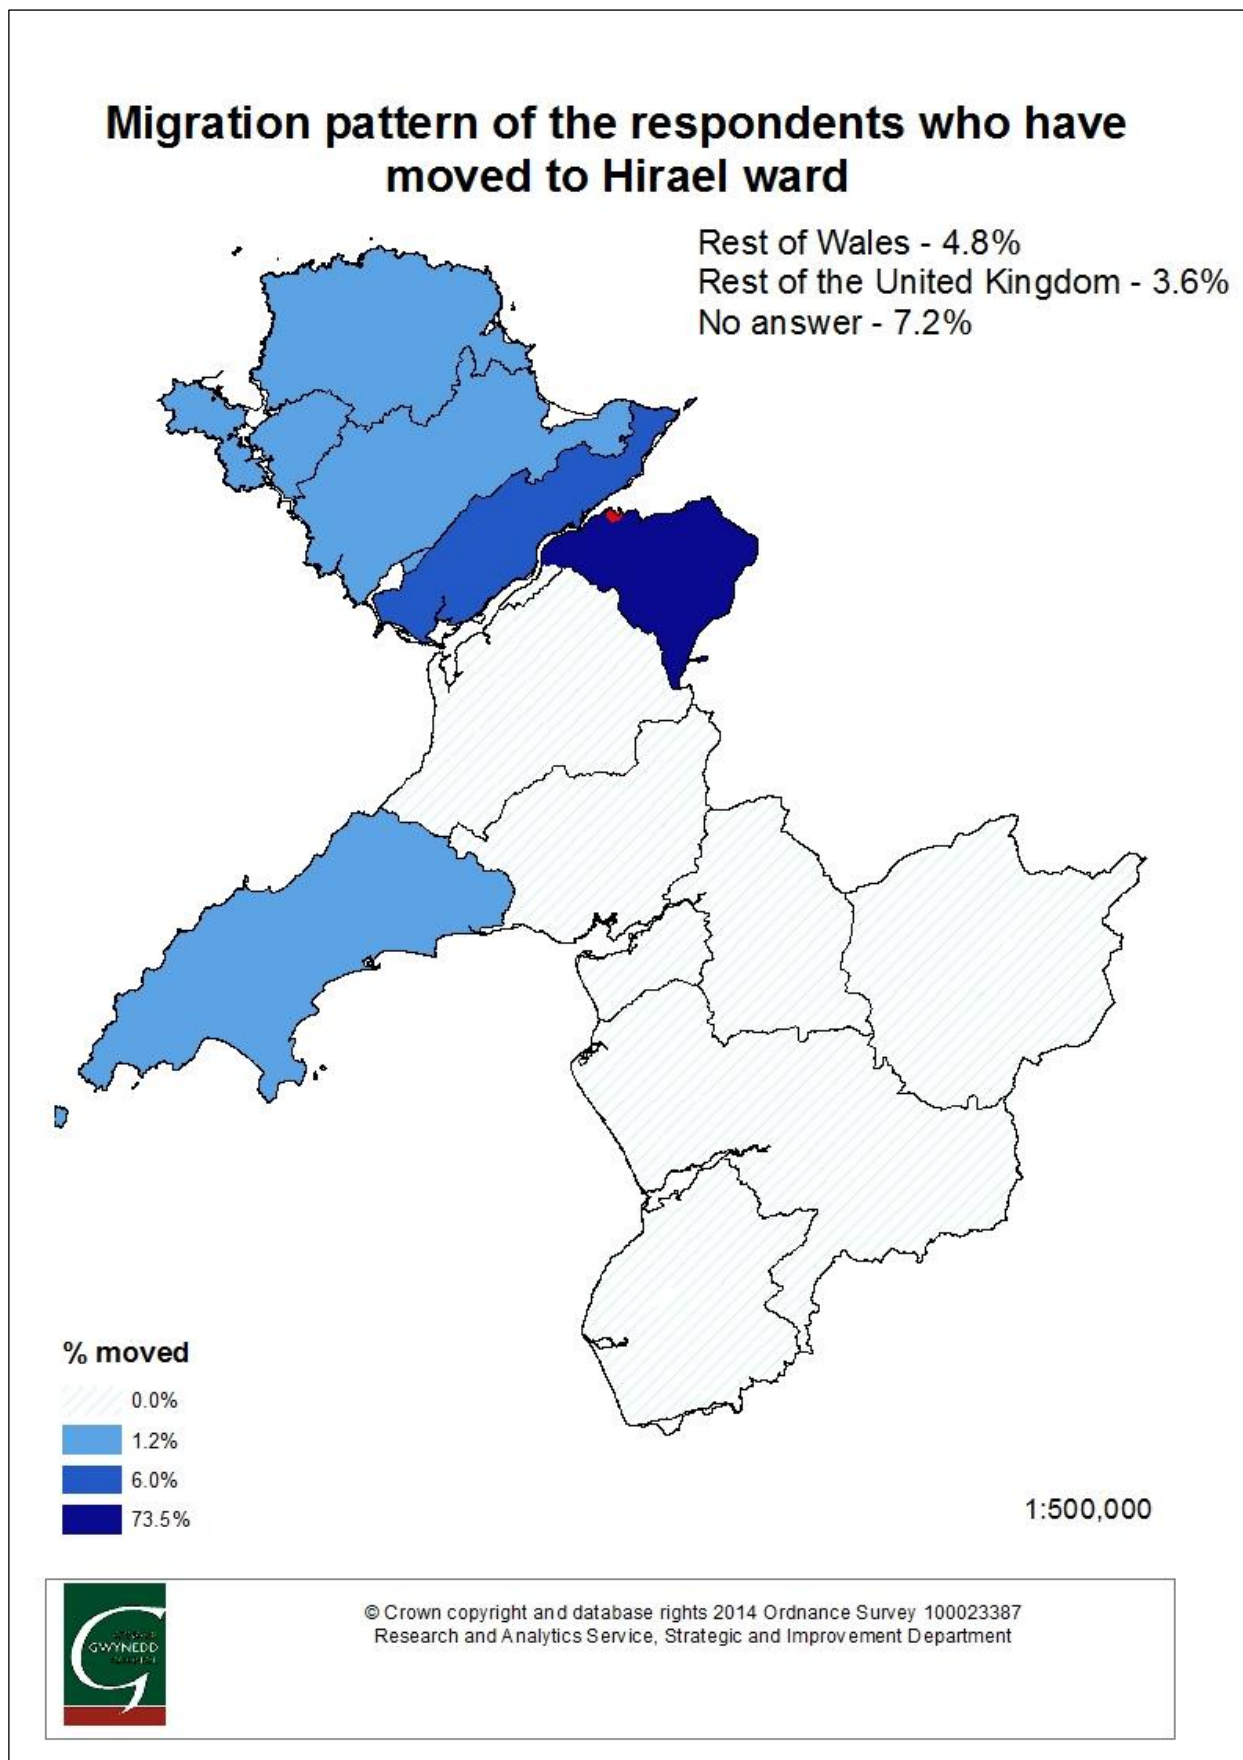 Migration pattern of the respondents who have
moved to Hirael ward
Rest of Wales - 4.8%
Rest of the United Kingdom - 3.6%
No answer - 7.2%
% moved
0.0%
1.2%
6.0%
73.5%
1:500,000
GWYNEDD
© Crown copyright and database rights 2014 Ordnance Survey 100023387
Research and Analytics Service, Strategic and Improvement Department